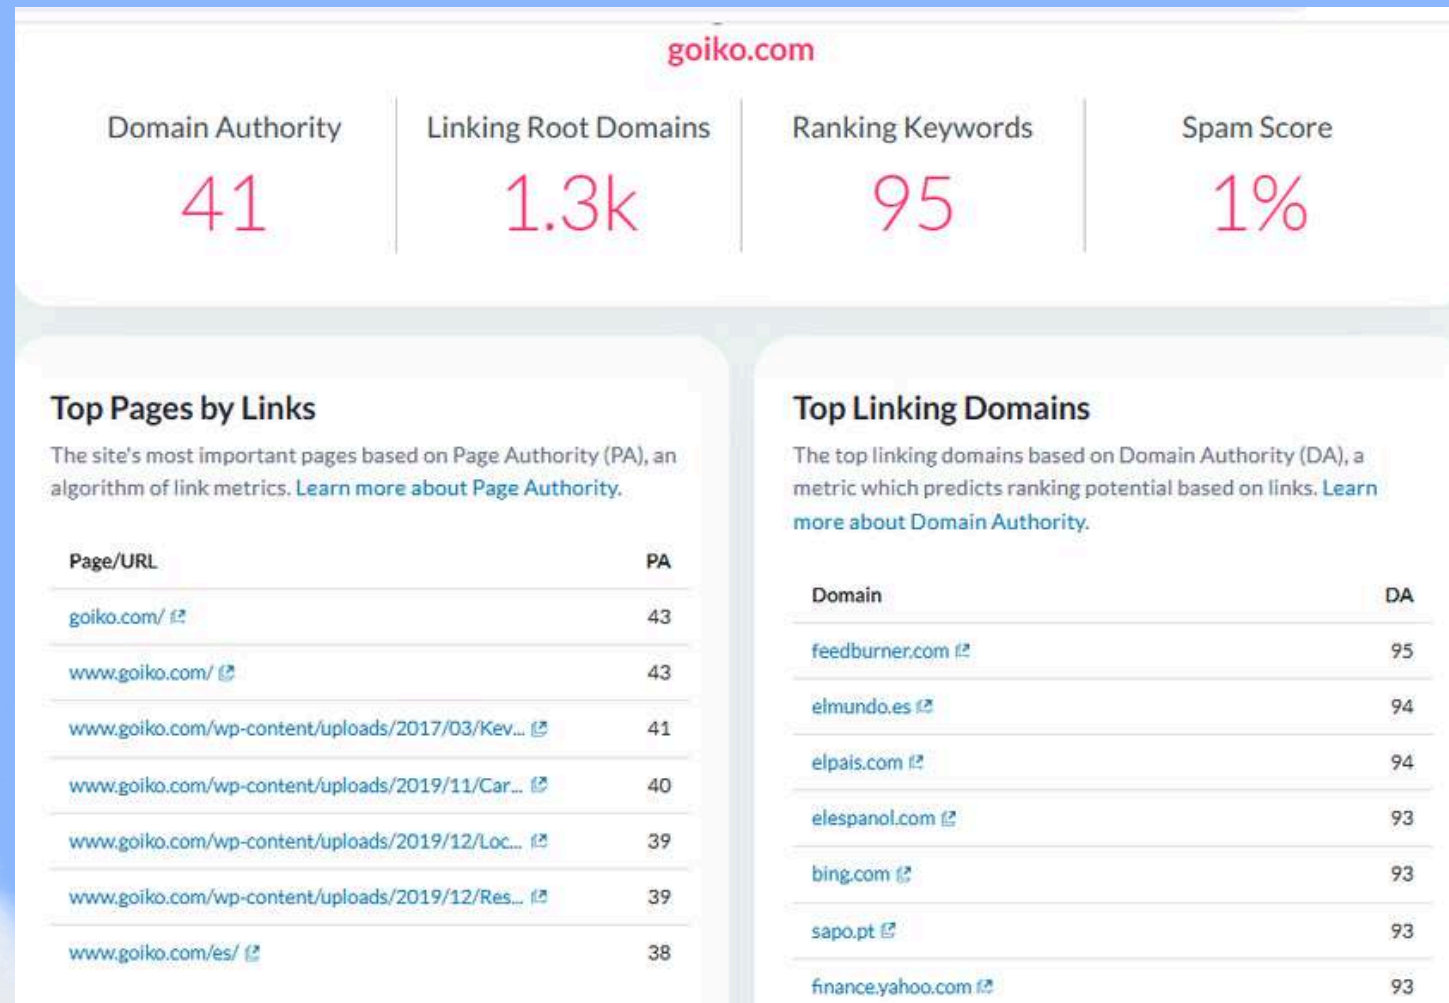 goiko.com
Domain Authority
41
Linking Root Domains
1.3k
Ranking Keywords
95
Spam Score
1%
Top Pages by Links
The site's most important pages based on Page Authority (PA), an
algorithm of link metrics. Learn more about Page Authority.
Page/URL PA
goiko.com/ 43
www.goiko.com/ 43
www.goiko.com/wp-content/uploads/2017/03/Kev... 41
www.goiko.com/wp-content/uploads/2019/11/Car... 40
www.goiko.com/wp-content/uploads/2019/12/Loc... 39
www.goiko.com/wp-content/uploads/2019/12/Res... 39
www.goiko.com/es/ 38
Top Linking Domains
The top linking domains based on Domain Authority (DA), a
metric which predicts ranking potential based on links. Learn
more about Domain Authority.
Domain DA
feedburner.com 95
elmundo.es 94
elpais.com 94
elespanol.com 93
bing.com 93
sapo.pt 93
finance.yahoo.com 93